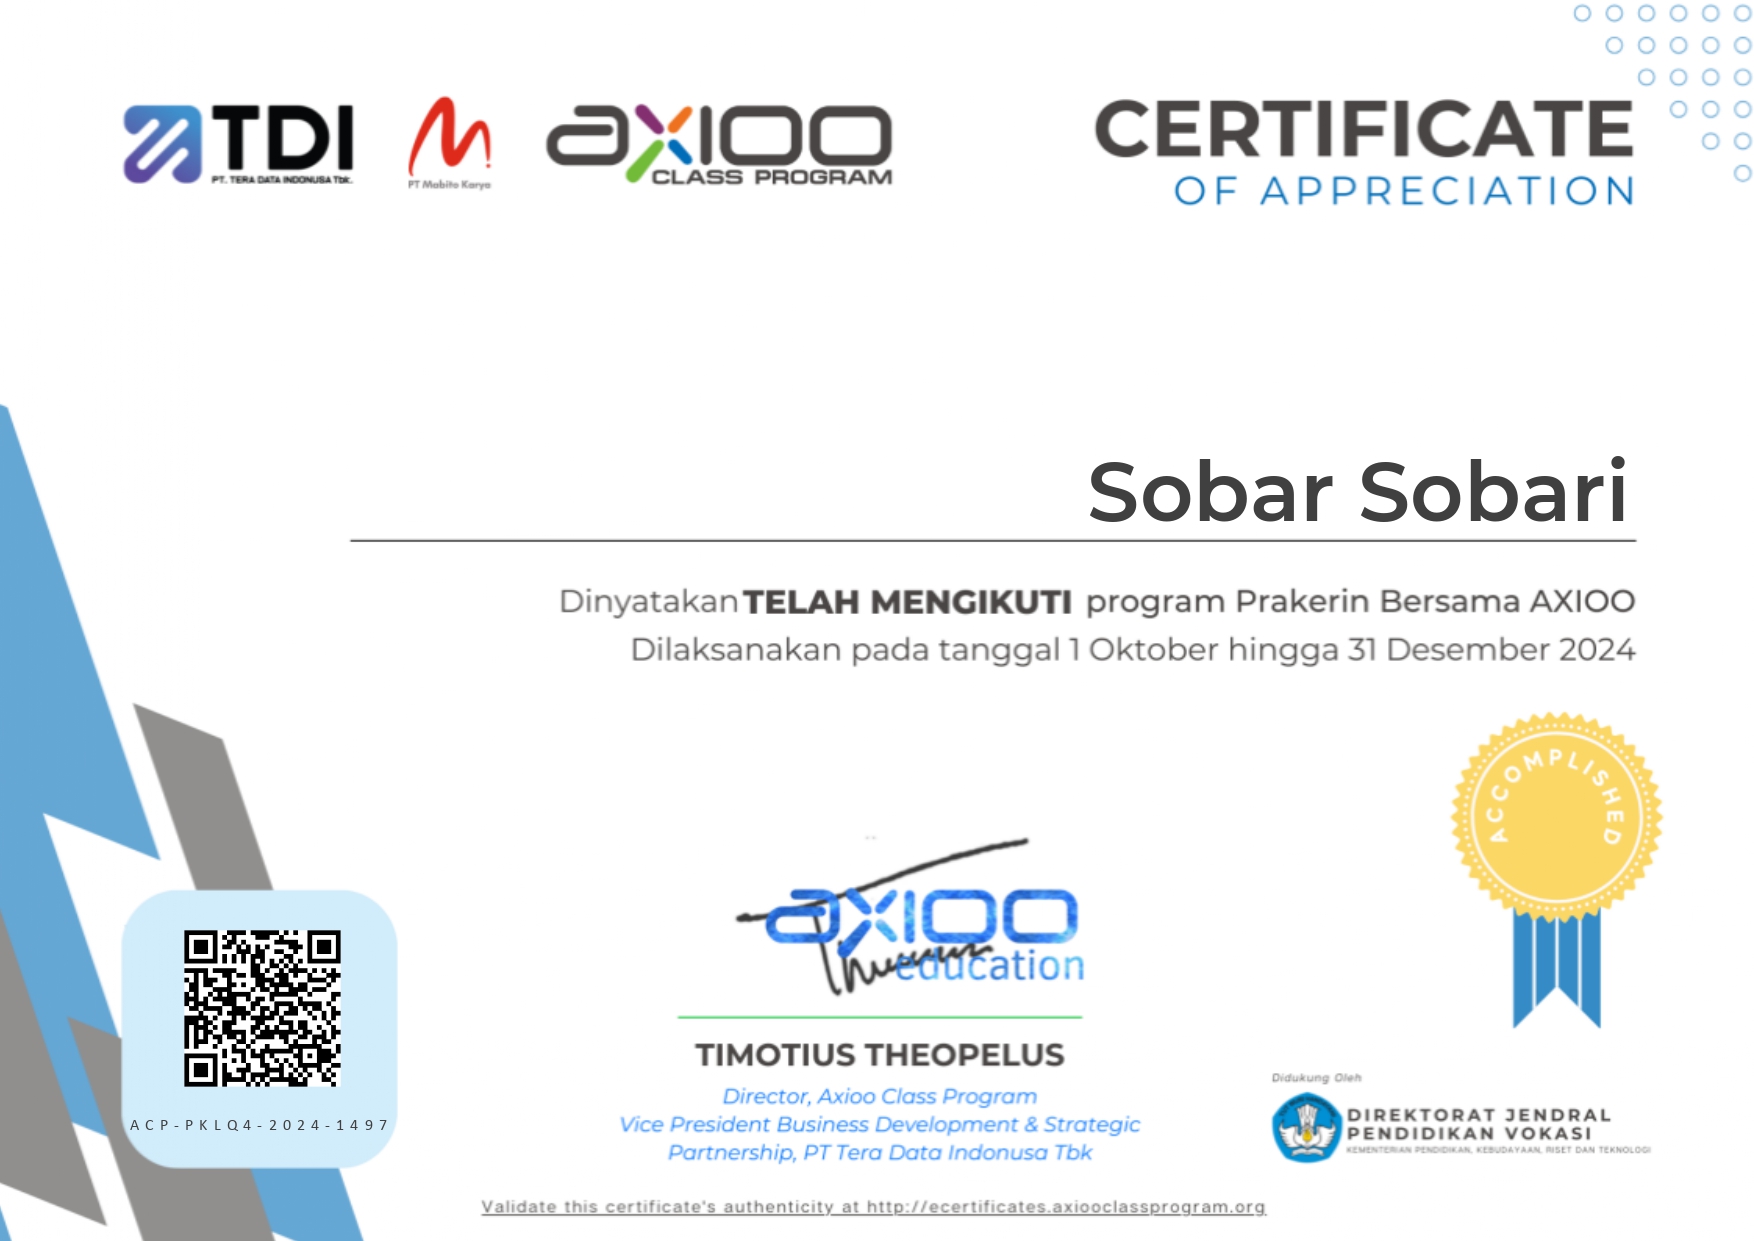 TDI
PT. TERA DATA INDONUSA Tbk.
PT Mabito Karya
axioo
CLASS PROGRAM
CERTIFICATE
OF APPRECIATION
Sobar Sobari
Dinyatakan TELAH MENGIKUTI program Prakerin Bersama AXIOO
Dilaksanakan pada tanggal 1 Oktober hingga 31 Desember 2024
ACCOMPLISHED
axioo
education
TIMOTIUS THEOPELUS
Director, Axioo Class Program
Vice President Business Development & Strategic
Partnership, PT Tera Data Indonusa Tbk
ACP-PKLQ4-2024-1497
Didukung Oleh
DIREKTORAT JENDRAL
PENDIDIKAN VOKASI
KEMENTERIAN PENDIDIKAN, KEBUDAYAAN, RISET DAN TEKNOLOGI
Validate this certificate's authenticity at http://ecertificates.axiooclassprogram.org